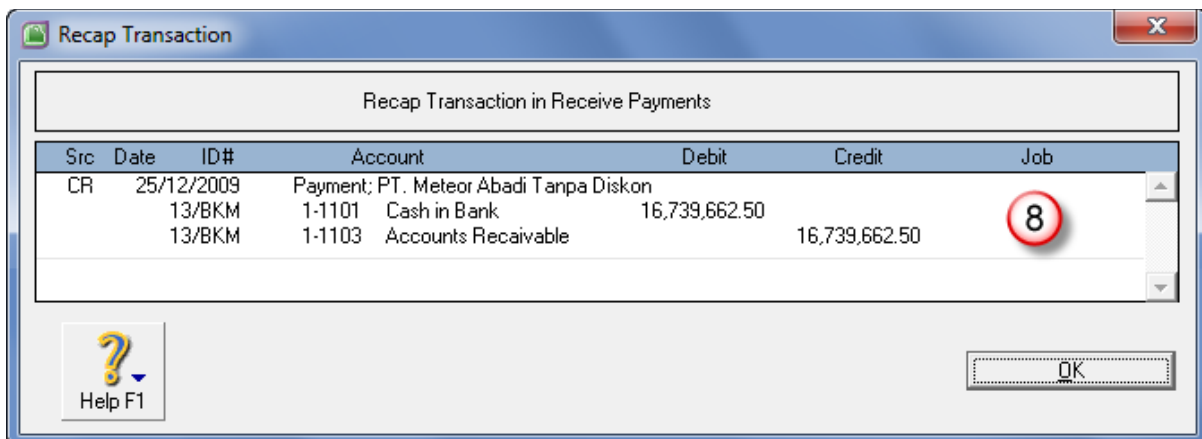 Recap Transaction
X
Recap Transaction in Receive Payments
Src Date ID# Account Debit Credit Job
CR 25/12/2009 Payment; PT. Meteor Abadi Tanpa Diskon
13/BKM 1-1101 Cash in Bank 16,739,662.50
13/BKM 1-1103 Accounts Recaivable 16,739,662.50
8
?
Help F1
OK